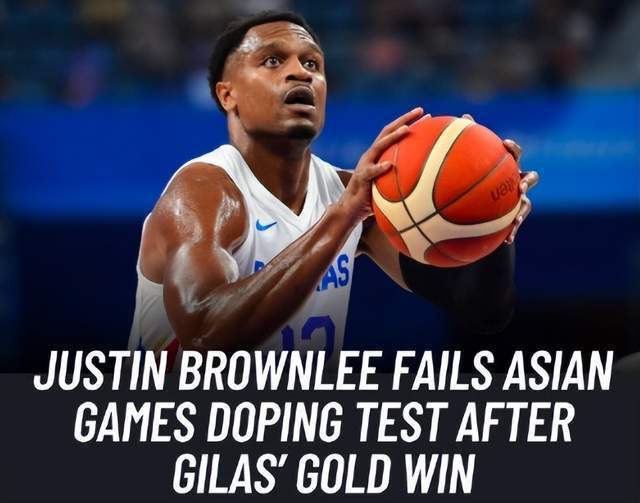 JUSTIN BROWNLEE FAILS ASIAN
GAMES DOPING TEST AFTER
GILAS' GOLD WIN